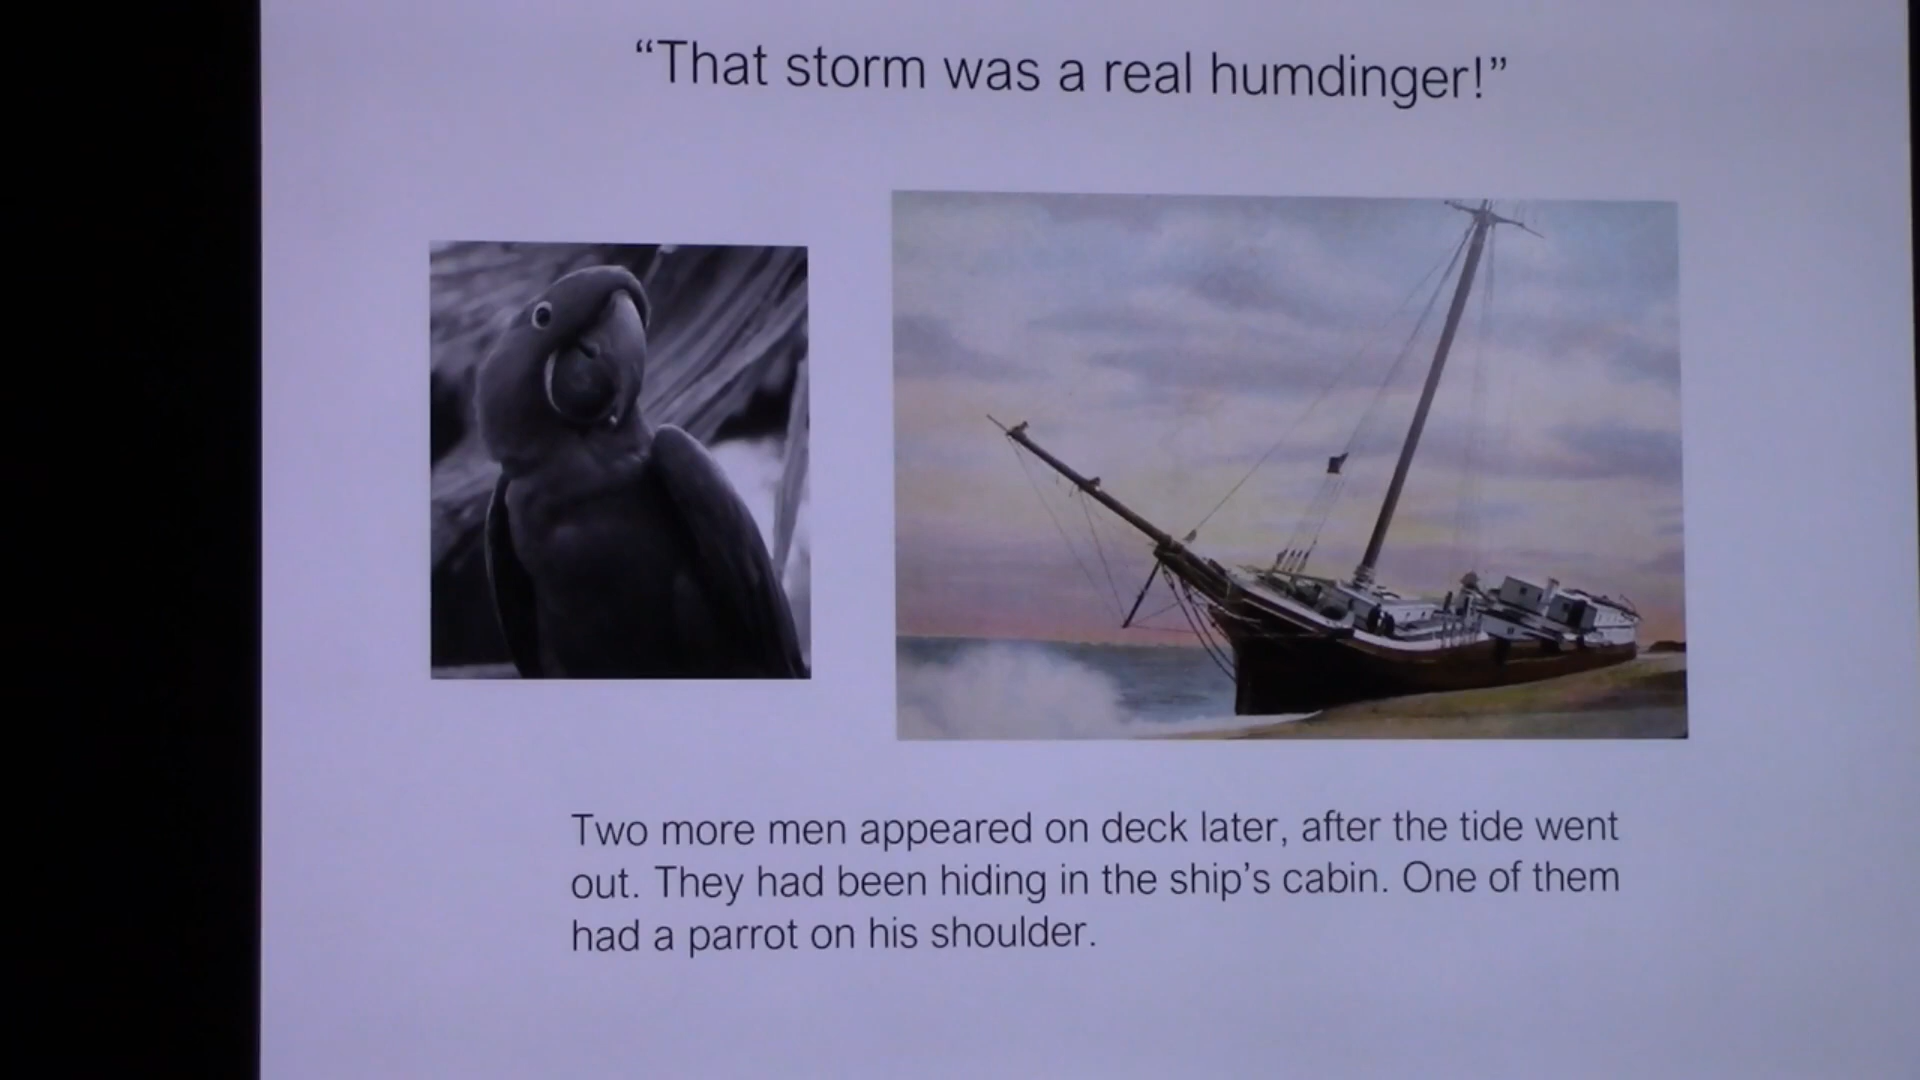 “That storm was a real humdinger!”
Two more men appeared on deck later, after the tide went
out. They had been hiding in the ship’s cabin. One of them
had a parrot on his shoulder.